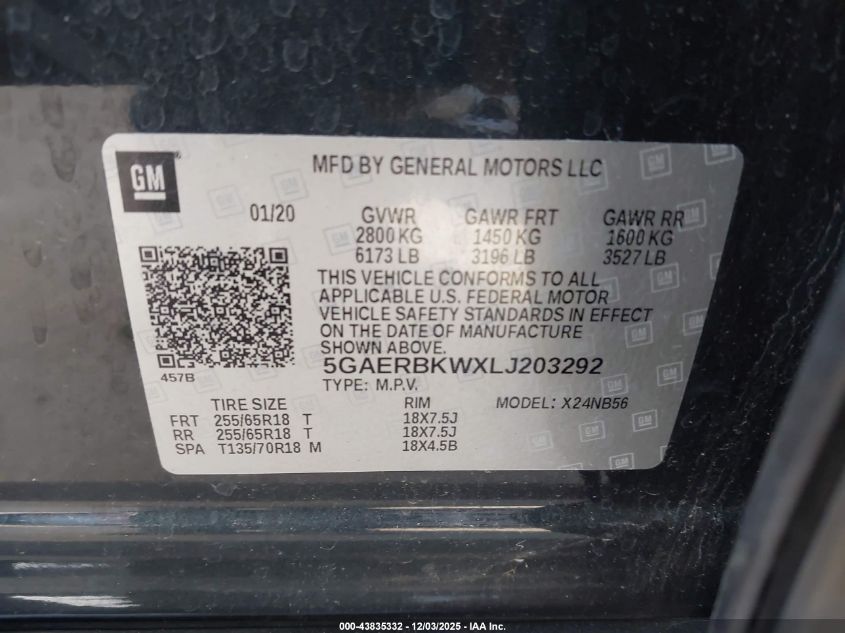 GM
MFD BY GENERAL MOTORS LLC
01/20 GVWR GAWR FRT GAWR RR
2800 KG 1450 KG 1600 KG
6173 LB 3196 LB 3527 LB
THIS VEHICLE CONFORMS TO ALL
APPLICABLE U.S. FEDERAL MOTOR
VEHICLE SAFETY STANDARDS IN EFFECT
ON THE DATE OF MANUFACTURE
SHOWN ABOVE.
457B
5GAERBKWXLJ203292
TYPE: M.P.V.
TIRE SIZE RIM MODEL: X24NB56
FRT 255/65R18 T 18X7.5J
RR 255/65R18 T 18X7.5J
SPA T135/70R18 M 18X4.5B
000-43835332 - 12/03/2025 - IAA Inc.